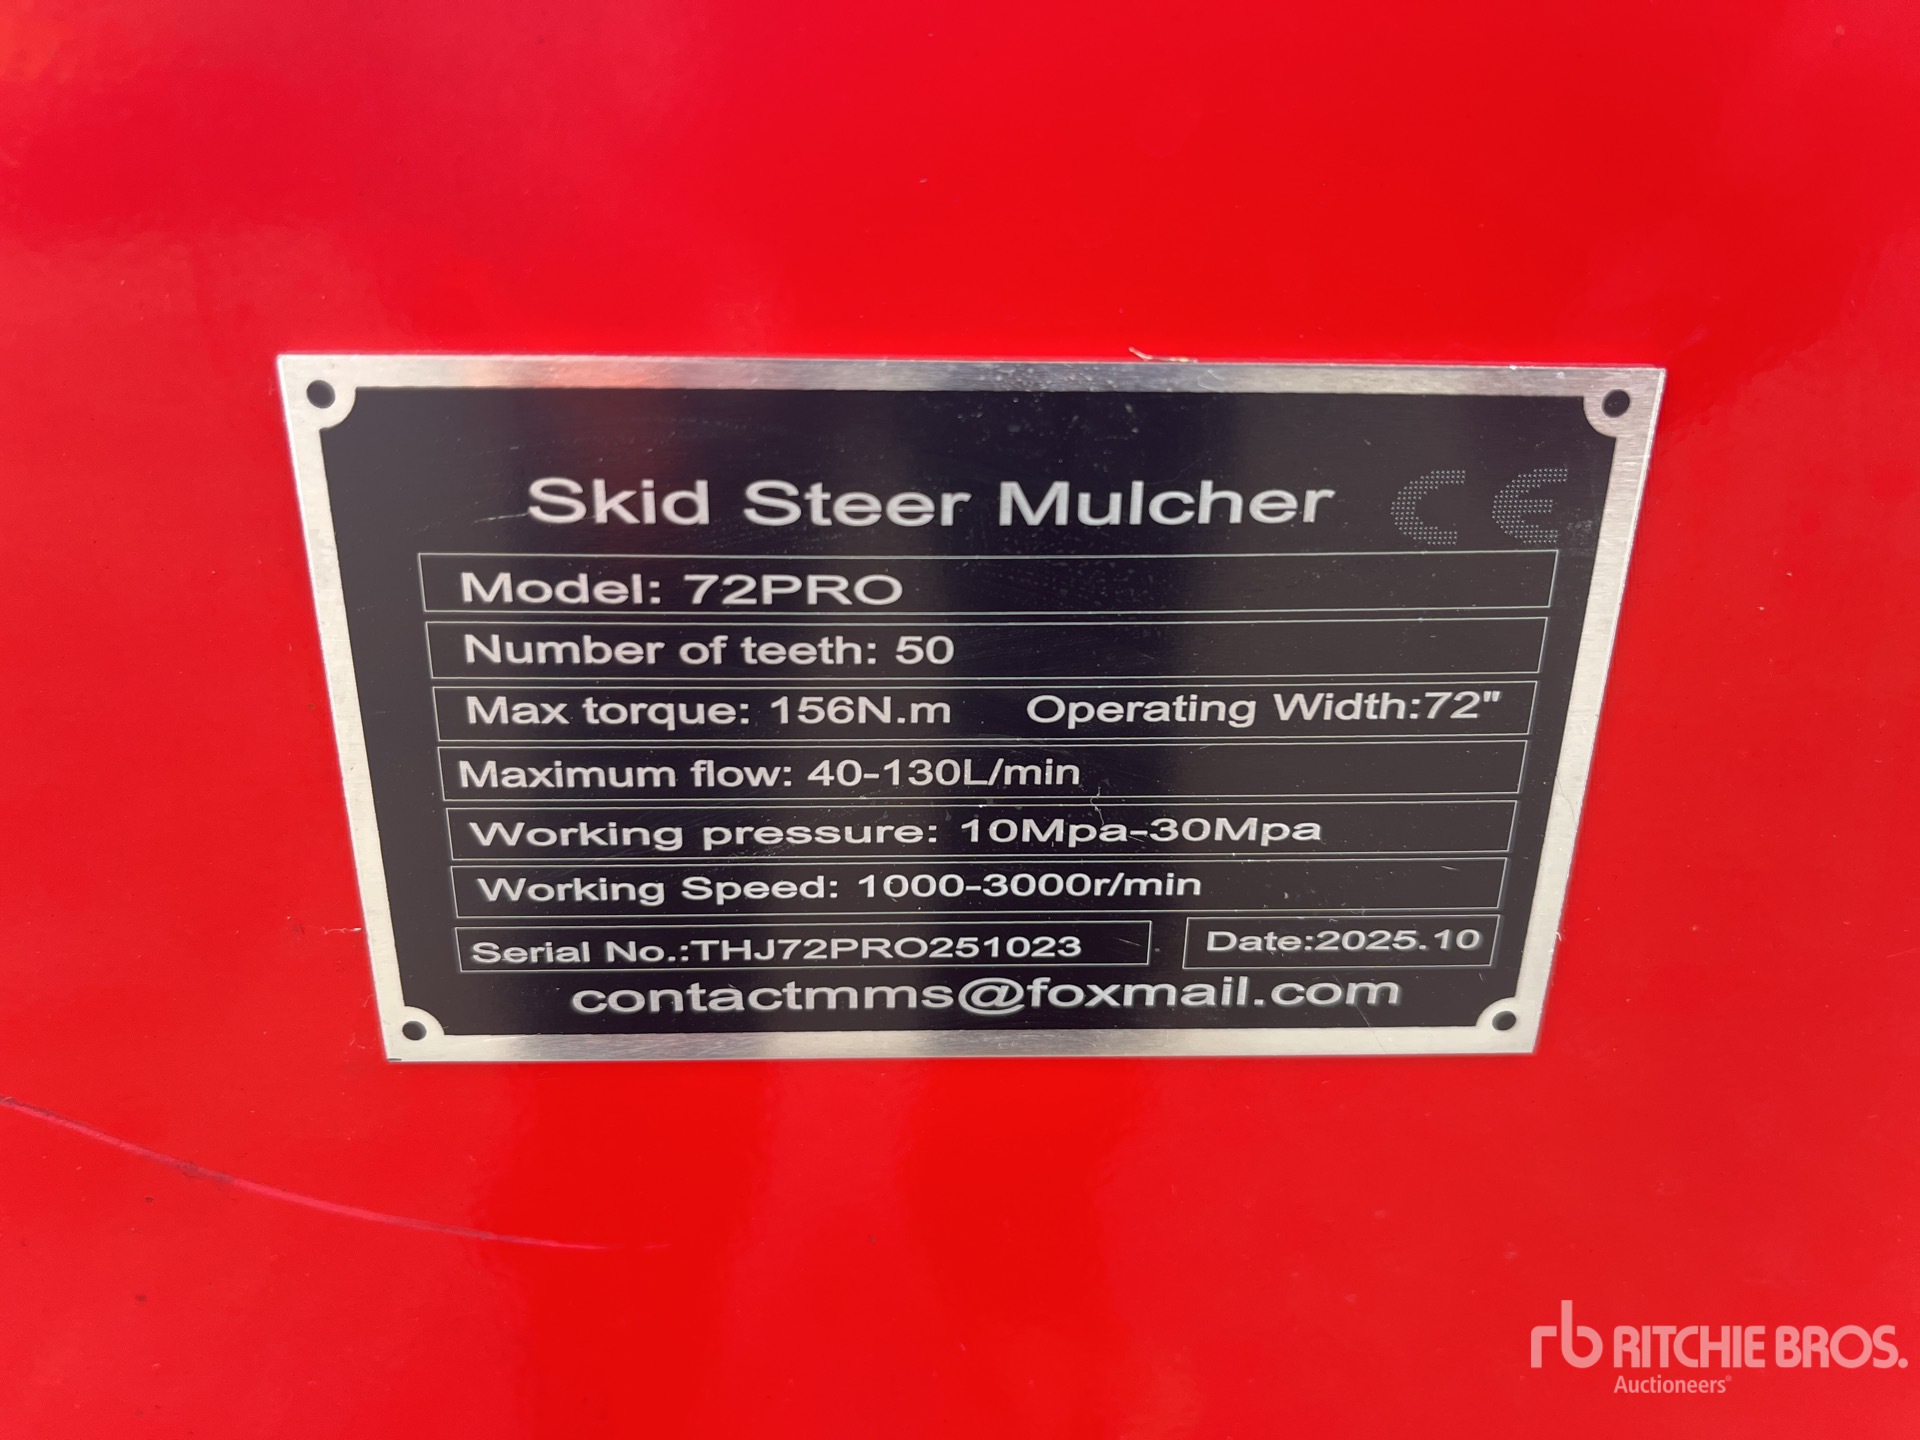 Skid Steer Mulcher CE
Model: 72PRO
Number of teeth: 50
Max torque: 156N.m Operating Width:72"
Maximum flow: 40-130L/min
Working pressure: 10Mpa-30Mpa
Working Speed: 1000-3000r/min
Serial No.:THJ72PRO251023 Date:2025.10
contactmms@foxmail.com
rb RITCHIE BROS.
Auctioneers